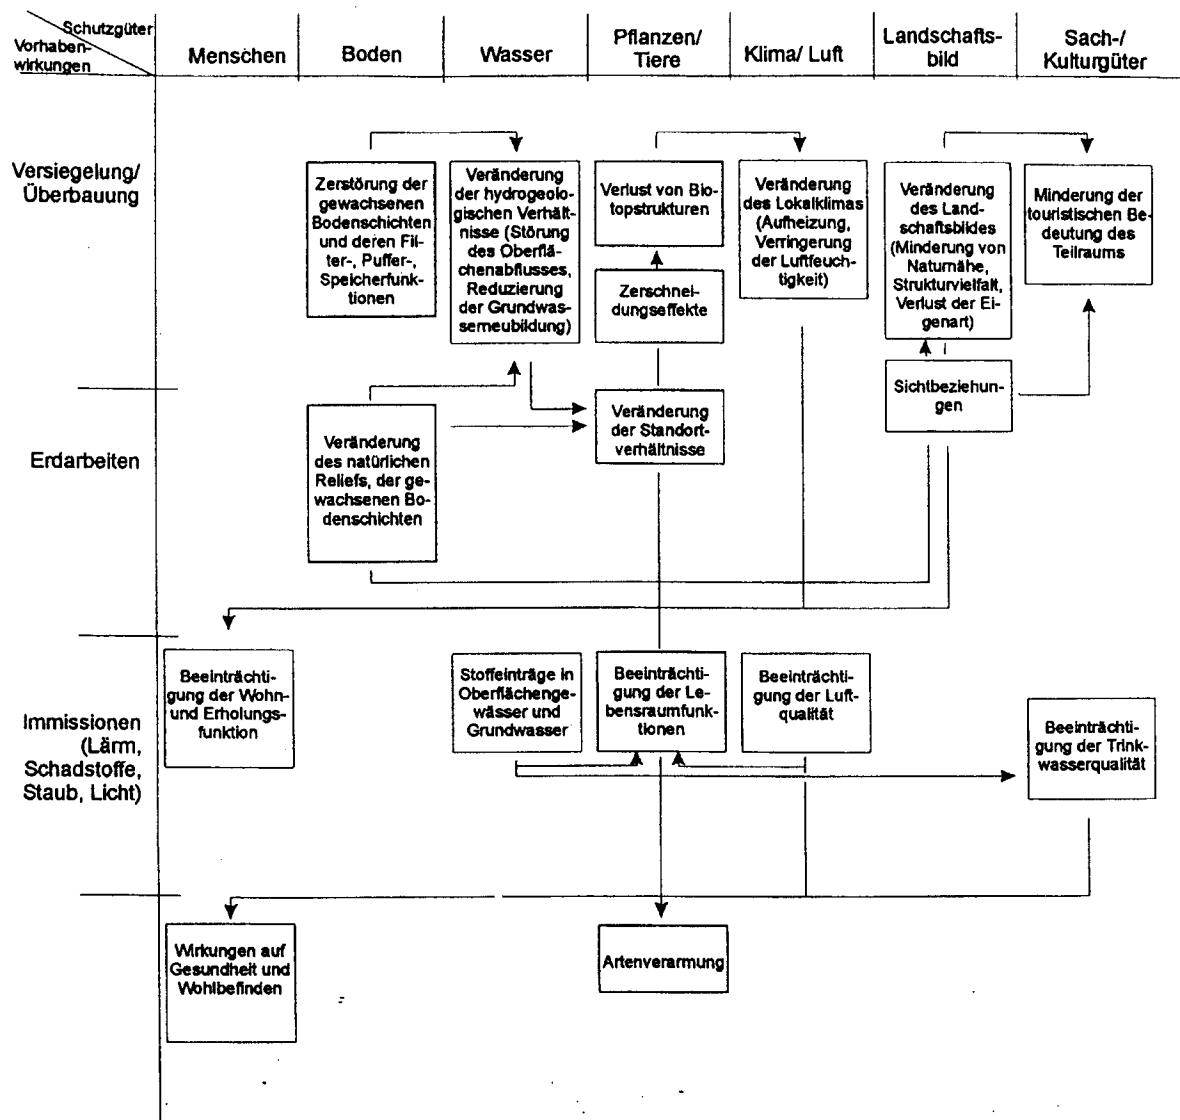 Schutzgüter
Vorhaben-
wirkungen
Menschen
Boden
Wasser
Pflanzen/
Tiere
Klima/ Luft
Landschafts-
bild
Sach-/
Kulturgüter
Versiegelung/
Überbauung
Zerstörung der
gewachsenen
Bodenschichten
und deren Fil-
ter-, Puffer-,
Speicherfunk-
tionen
Veränderung
der hydrogeolo-
gischen Verhält-
nisse (Störung
des Oberflä-
chenabflusses,
Reduzierung
der Grundwas-
serneubildung)
Verlust von Bio-
topstrukturen
Zerschnei-
dungseffekte
Veränderung
des Lokalklimas
(Aufheizung,
Verringerung
der Luftfeuch-
tigkeit)
Veränderung
des Land-
schaftsbildes
(Minderung von
Naturnähe,
Strukturvielfalt,
Verlust der Ei-
genart)
Minderung der
touristischen Be-
deutung des
Teilraums
Sichtbeziehun-
gen
Erdarbeiten
Veränderung
des natürlichen
Reliefs, der ge-
wachsenen Bo-
denschichten
Veränderung
der Standort-
verhältnisse
Immissionen
(Lärm,
Schadstoffe,
Staub, Licht)
Beeinträchti-
gung der Wohn-
und Erholungs-
funktion
Stoffeinträge in
Oberflächenge-
wässer und
Grundwasser
Beeinträchti-
gung der Le-
bensraumfunk-
tionen
Beeinträchti-
gung der Luft-
qualität
Beeinträchti-
gung der Trink-
wasserqualität
Wirkungen auf
Gesundheit und
Wohlbefinden
Artenverarmung